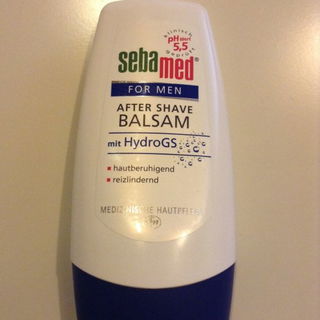 klinisch
pH-Wert
5,5
geprüft
sebamed®
FOR MEN
AFTER SHAVE
BALSAM
mit HydroGS
hautberuhigend
reizlindernd
MEDIZINISCHE HAUTPFLEGE